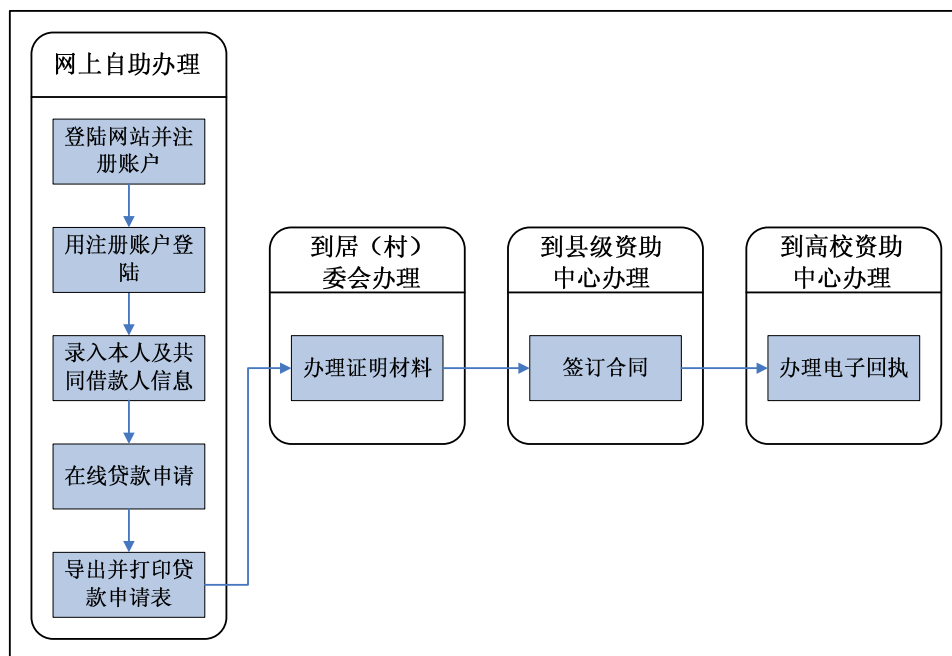 网上自助办理
登陆网站并注
册账户
用注册账户登
陆
录入本人及共
同借款人信息
在线贷款申请
导出并打印贷
款申请表
到居（村）
委会办理
办理证明材料
到县级资助
中心办理
签订合同
到高校资助
中心办理
办理电子回执